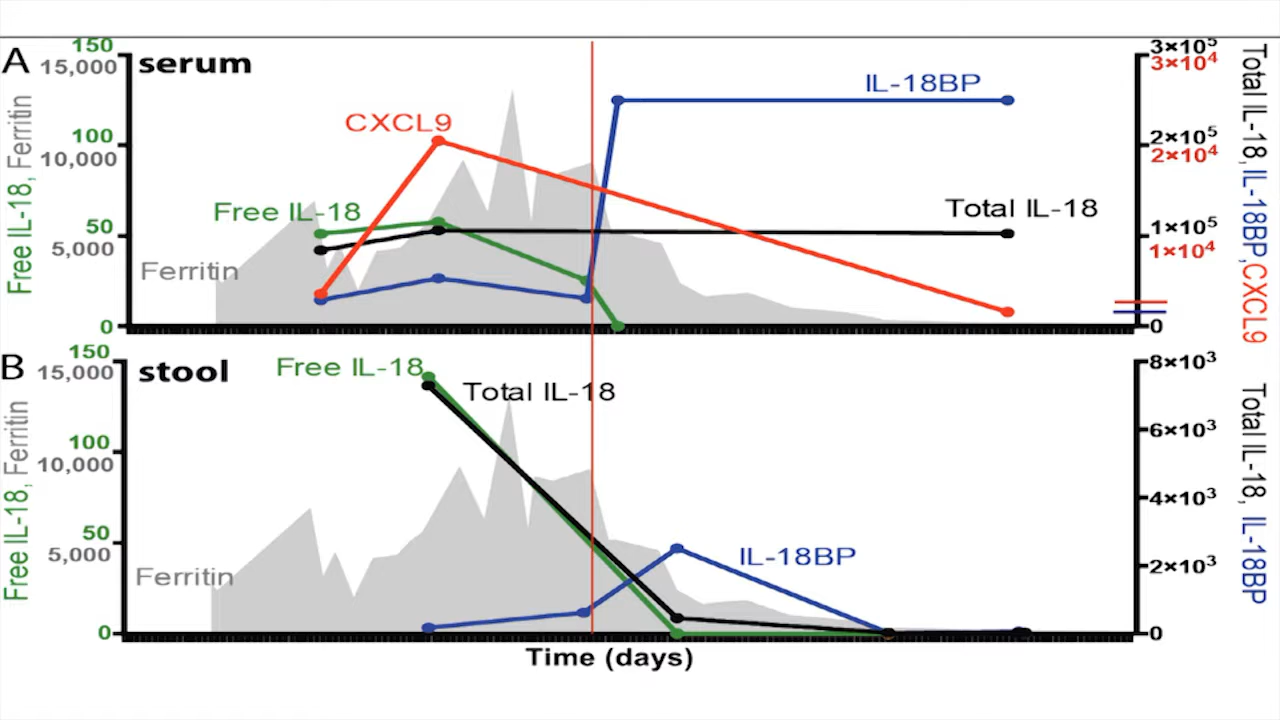 A
serum
150
15,000
100
10,000
50
5,000
0
Free IL-18, Ferritin
CXCL9
Free IL-18
Ferritin
IL-18BP
Total IL-18
3×10⁵
3×10⁴
2×10⁵
2×10⁴
1×10⁵
1×10⁴
0
Total IL-18, IL-18BP, CXCL9
B
stool
150
15,000
100
10,000
50
5,000
0
Free IL-18, Ferritin
Free IL-18
Total IL-18
Ferritin
IL-18BP
8×10³
6×10³
4×10³
2×10³
0
Total IL-18, IL-18BP
Time (days)